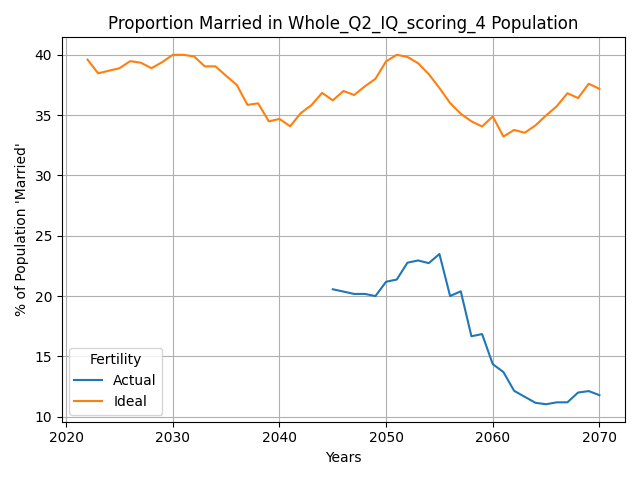 Proportion Married in Whole_Q2_IQ_scoring_4 Population
% of Population 'Married'
40
35
30
25
20
15
10
Fertility
Actual
Ideal
2020 2030 2040 2050 2060 2070
Years